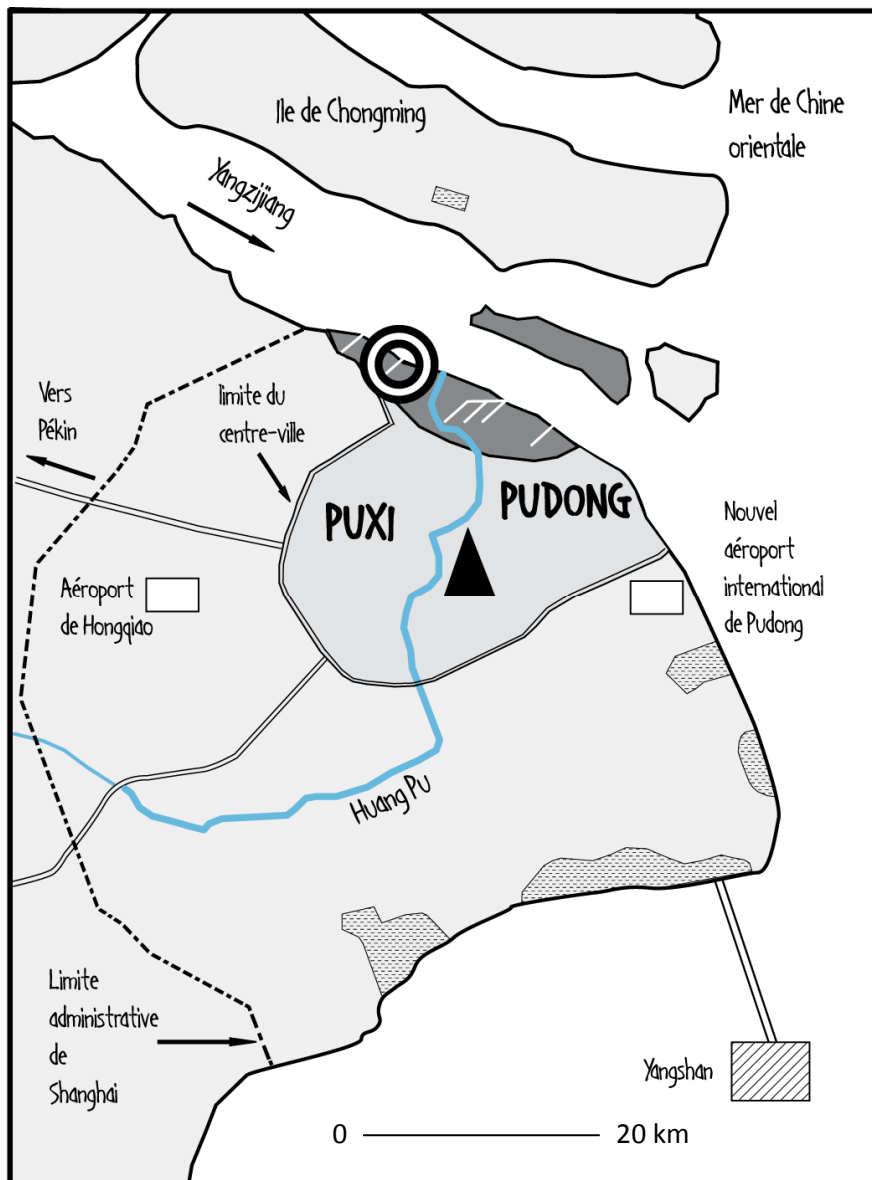 Ile de Chongming
Mer de Chine
orientale
Yangzijiang
Vers
Pékin
limite du
centre-ville
PUXI
PUDONG
Nouvel
aéroport
international
de Pudong
Aéroport
de Hongqiao
Huang Pu
Limite
administrative
de
Shanghai
Yangshan
0 20 km